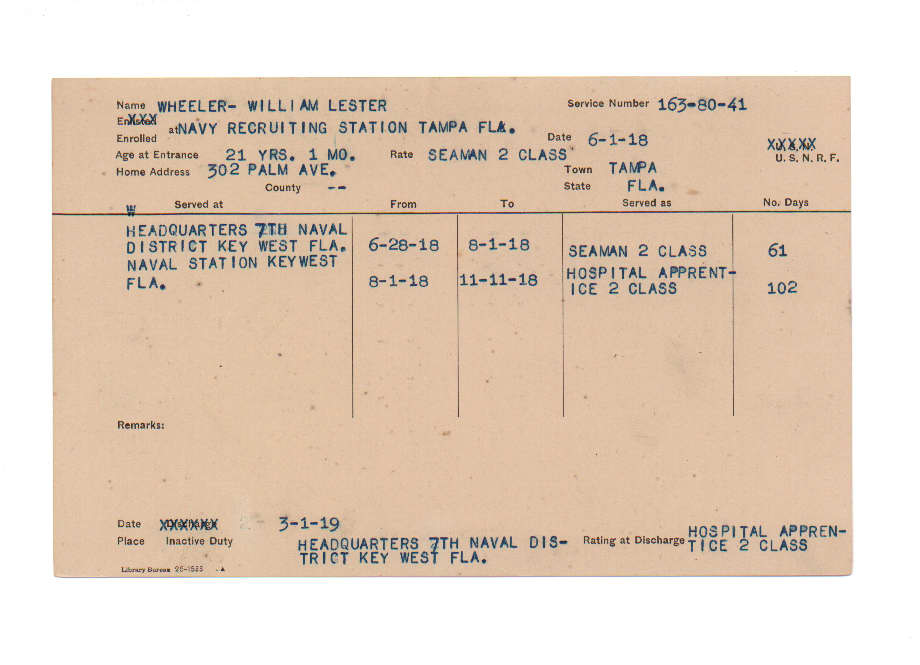 Name WHEELER- WILLIAM LESTER Service Number 163-80-41
Enlisted XXX
Enrolled at NAVY RECRUITING STATION TAMPA FLA. Date 6-1-18 XXXXX
Age at Entrance 21 YRS. 1 MO. Rate SEAMAN 2 CLASS U. S. N. R. F.
Home Address 302 PALM AVE. Town TAMPA
County -- State FLA.
W Served at From To Served as No. Days
HEADQUARTERS 7TH NAVAL
DISTRICT KEY WEST FLA. 6-28-18 8-1-18 SEAMAN 2 CLASS 61
NAVAL STATION KEYWEST HOSPITAL APPRENT-
FLA. 8-1-18 11-11-18 ICE 2 CLASS 102
Remarks:
Date XXXXXX 3-1-19
Place Inactive Duty HEADQUARTERS 7TH NAVAL DIS- Rating at Discharge HOSPITAL APPREN-
TRICT KEY WEST FLA. TICE 2 CLASS
Library Bureau 26-1533